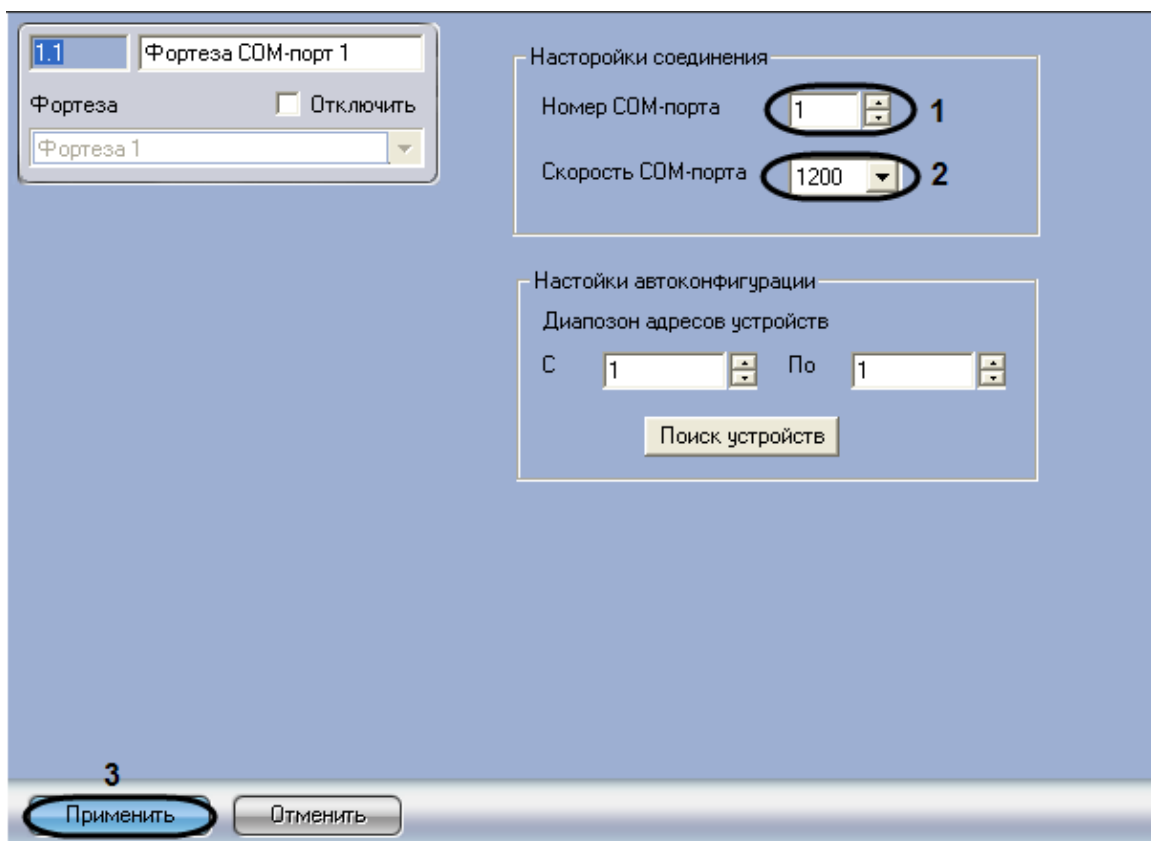 1.1 Фортеза COM-порт 1
Фортеза Отключить
Фортеза 1
Насторойки соединения
Номер COM-порта 1 1
Скорость COM-порта 1200 2
Настойки автоконфигурации
Диапозон адресов устройств
С 1 По 1
Поиск устройств
3
Применить Отменить